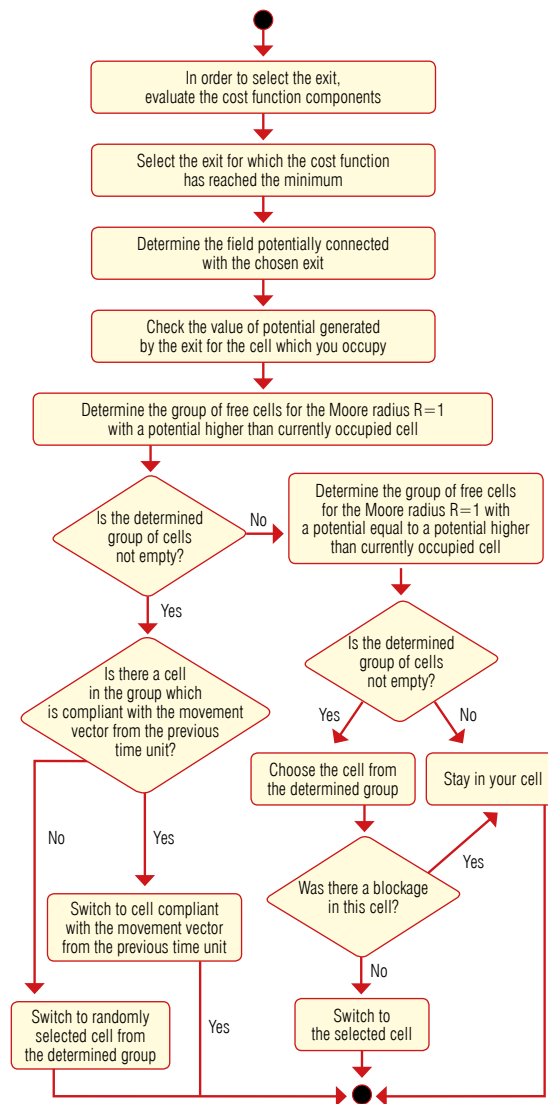 In order to select the exit,
evaluate the cost function components
Select the exit for which the cost function
has reached the minimum
Determine the field potentially connected
with the chosen exit
Check the value of potential generated
by the exit for the cell which you occupy
Determine the group of free cells for the Moore radius R=1
with a potential higher than currently occupied cell
Is the determined
group of cells
not empty?
No
Determine the group of free cells
for the Moore radius R=1 with
a potential equal to a potential higher
than currently occupied cell
Yes
Is the determined
group of cells
not empty?
Is there a cell
in the group which
is compliant with the movement
vector from the previous
time unit?
Yes
No
Choose the cell from
the determined group
Stay in your cell
No
Yes
Yes
Was there a blockage
in this cell?
Switch to cell compliant
with the movement vector
from the previous time unit
No
Switch to randomly
selected cell from
the determined group
Yes
Switch to
the selected cell